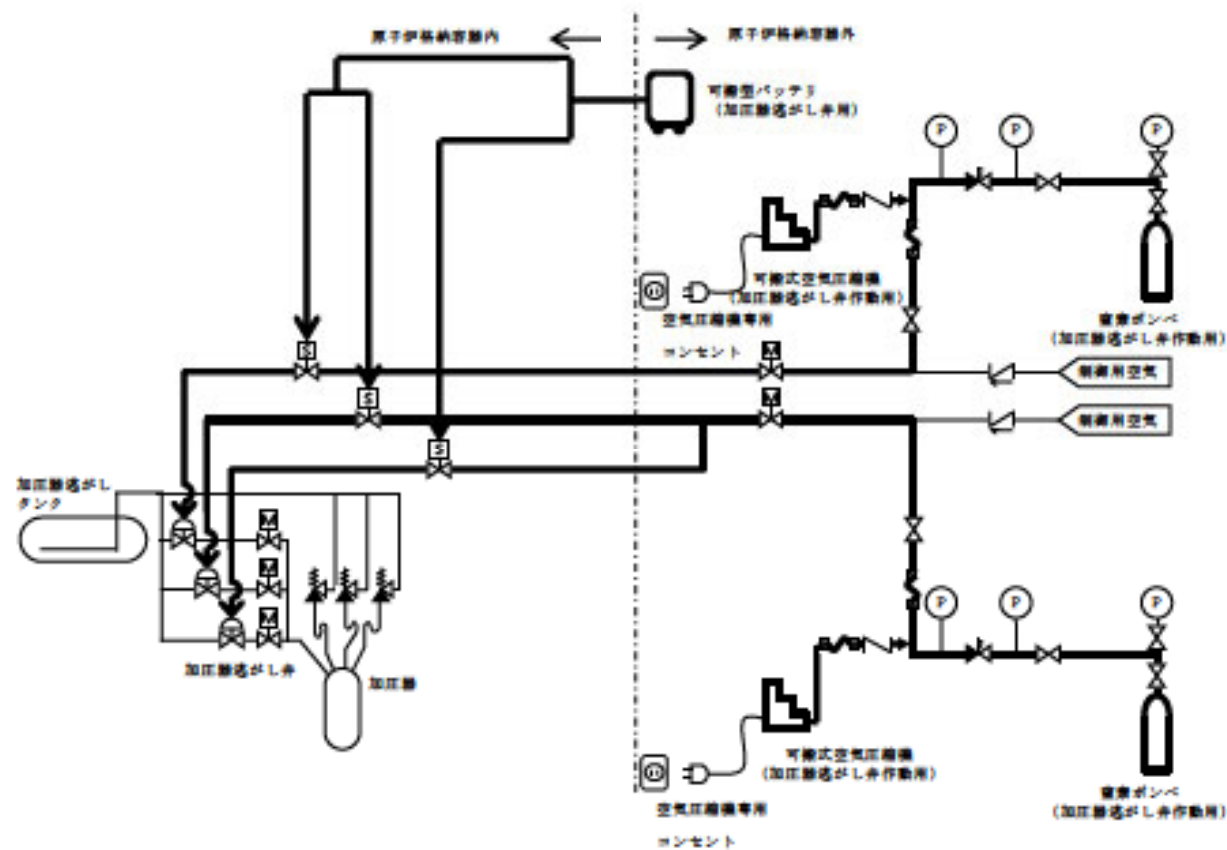 原子炉格納容器内
原子炉格納容器外
可搬型バッテリ
(加圧器逃がし弁用)
P
P
P
可搬式空気圧縮機
(加圧器逃がし弁作動用)
空気圧縮機専用
コンセント
窒素ボンベ
(加圧器逃がし弁作動用)
S
M
制御用空気
S
M
制御用空気
S
加圧器逃がし
タンク
M
M
M
加圧器逃がし弁
加圧器
P
P
P
可搬式空気圧縮機
(加圧器逃がし弁作動用)
空気圧縮機専用
コンセント
窒素ボンベ
(加圧器逃がし弁作動用)